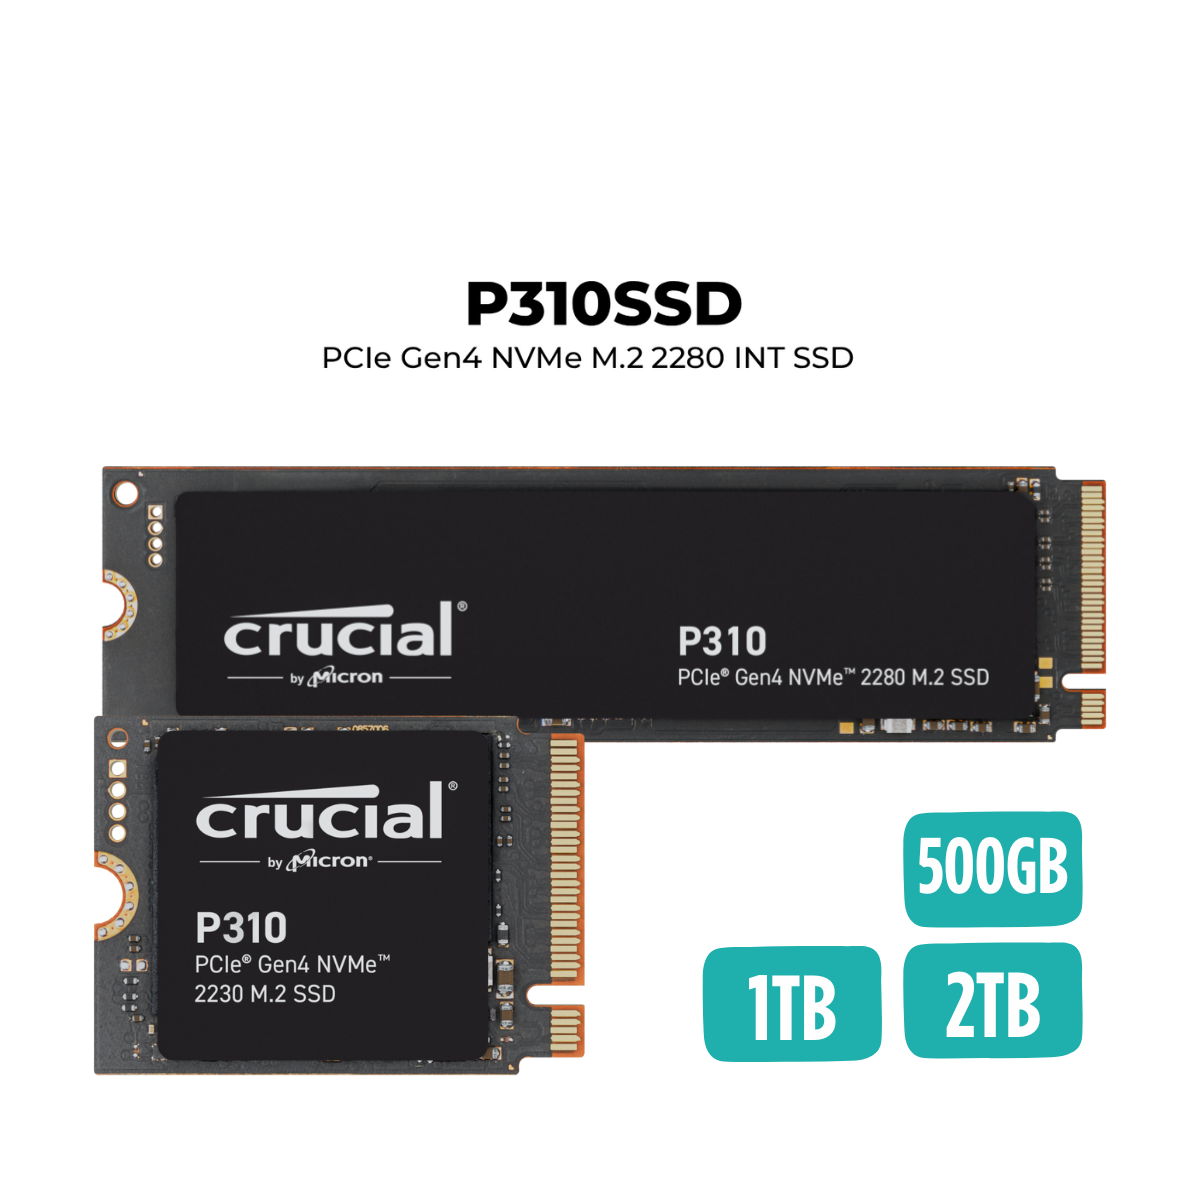 P310SSD
PCIe Gen4 NVMe M.2 2280 INT SSD
crucial®
by Micron
P310
PCIe® Gen4 NVMe™ 2280 M.2 SSD
crucial®
by Micron®
P310
PCIe® Gen4 NVMe™
2230 M.2 SSD
500GB
1TB
2TB